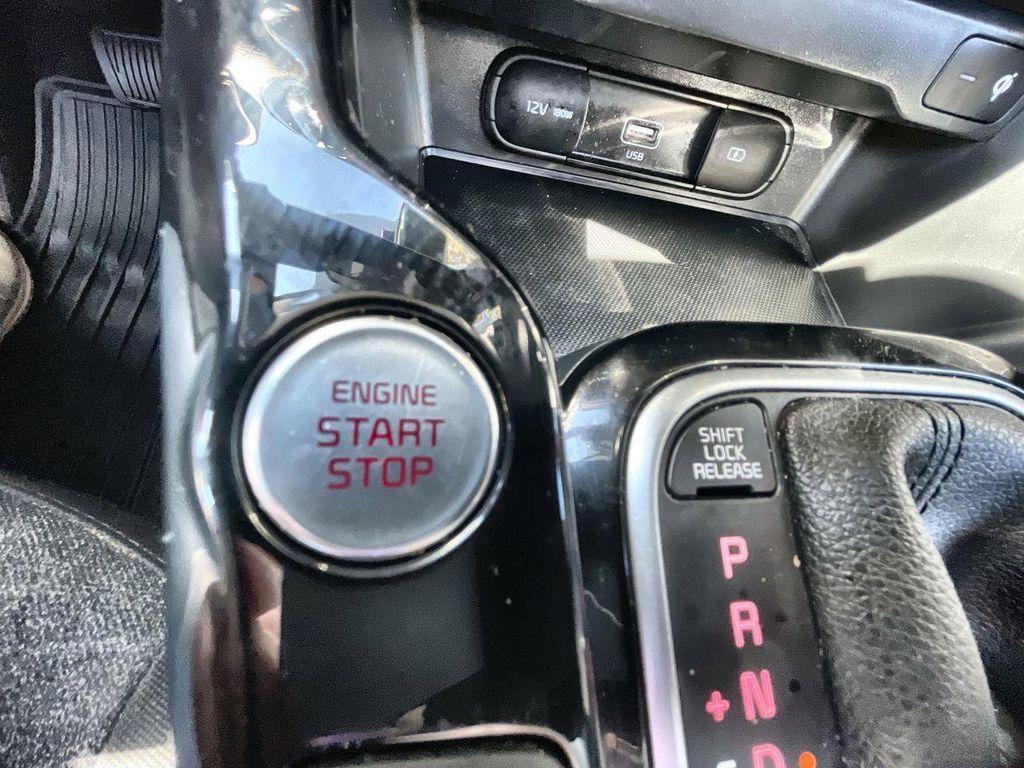 12V 180W
USB
ENGINE
START
STOP
SHIFT
LOCK
RELEASE
P
R
+ N
D